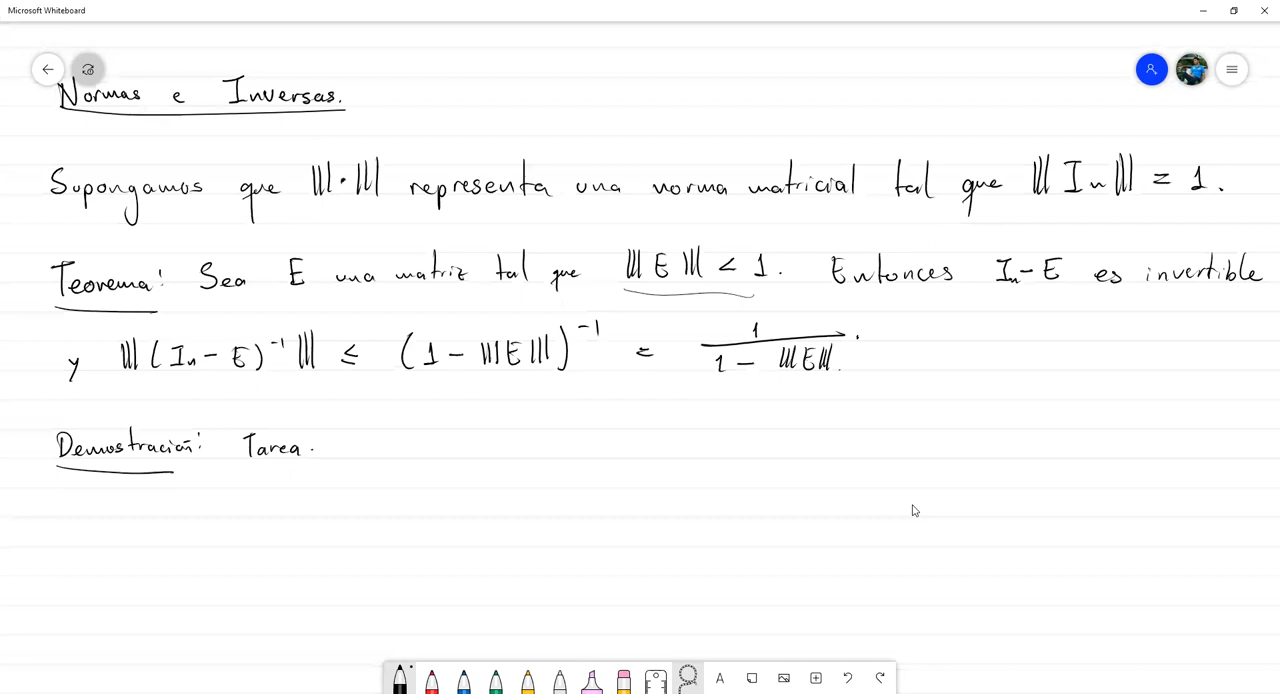 Microsoft Whiteboard
Normas e Inversas.
Supongamos que |||·||| representa una norma matricial tal que |||In||| = 1.
Teorema: Sea E una matriz tal que |||E||| < 1. Entonces In-E es invertible
y |||(In-E)^-1||| ≤ (1-|||E|||)^-1 = 1/(1-|||E|||).
Demostración: Tarea.
A